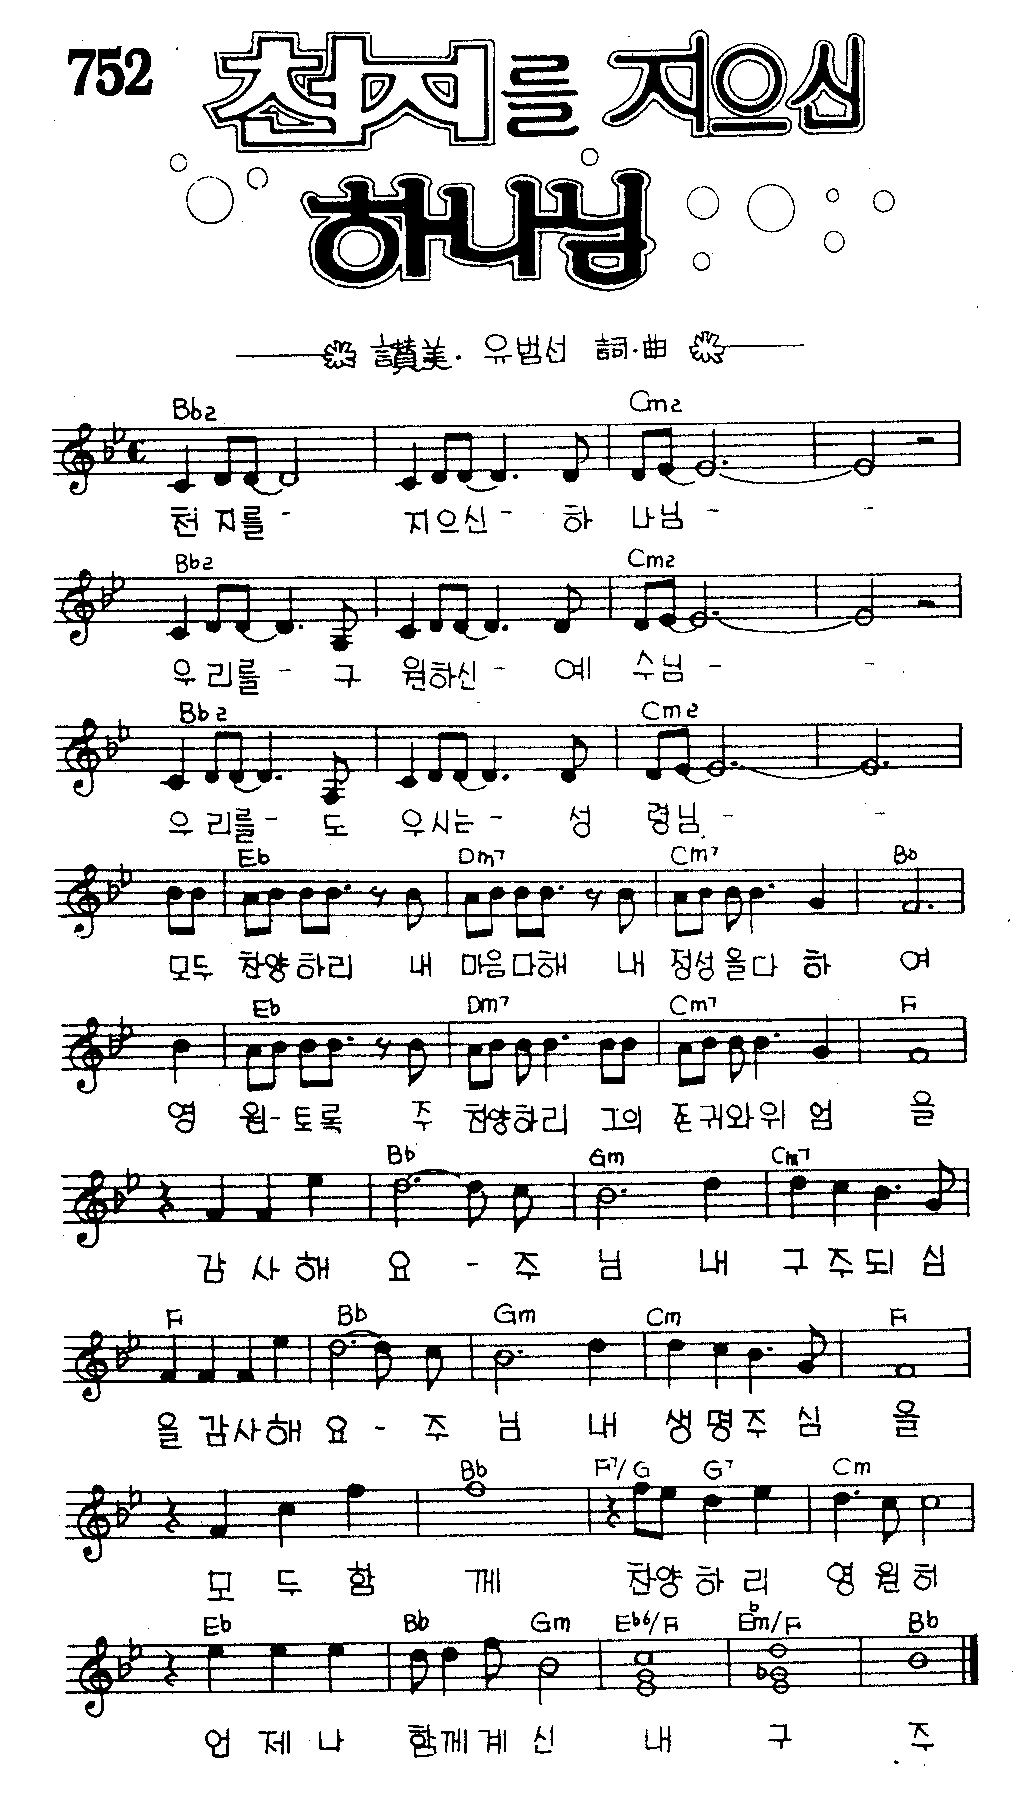 752
천지를 지으신
하나님
讚美. 유범선 詞.曲
Bb2 Cm2
천 지를 - 지으신 - 하 나님 - -
Bb2 Cm2
우 리를 - 구 원하신 - 예 수님 - -
Bb2 Cm2
우 리를 - 도 우시는 - 성 령님 - -
Eb Dm7 Cm7 Bb
모두 찬양하리 내 마음다해 내 정성을다 하 여
Eb Dm7 Cm7 F
영 원-토록 주 찬양하리 그의 존귀와위 엄 을
Bb Gm Cm7
감 사 해 요 - 주 님 내 구 주 되 심
F Bb Gm Cm F
을 감사해 요 - 주 님 내 생 명 주 심 을
Bb F7/G G7 Cm
모 두 함 께 찬양 하 리 영 원 히
Eb Bb Gm Eb6/F Ebm/F Bb
언 제 나 함께 계 신 내 구 주